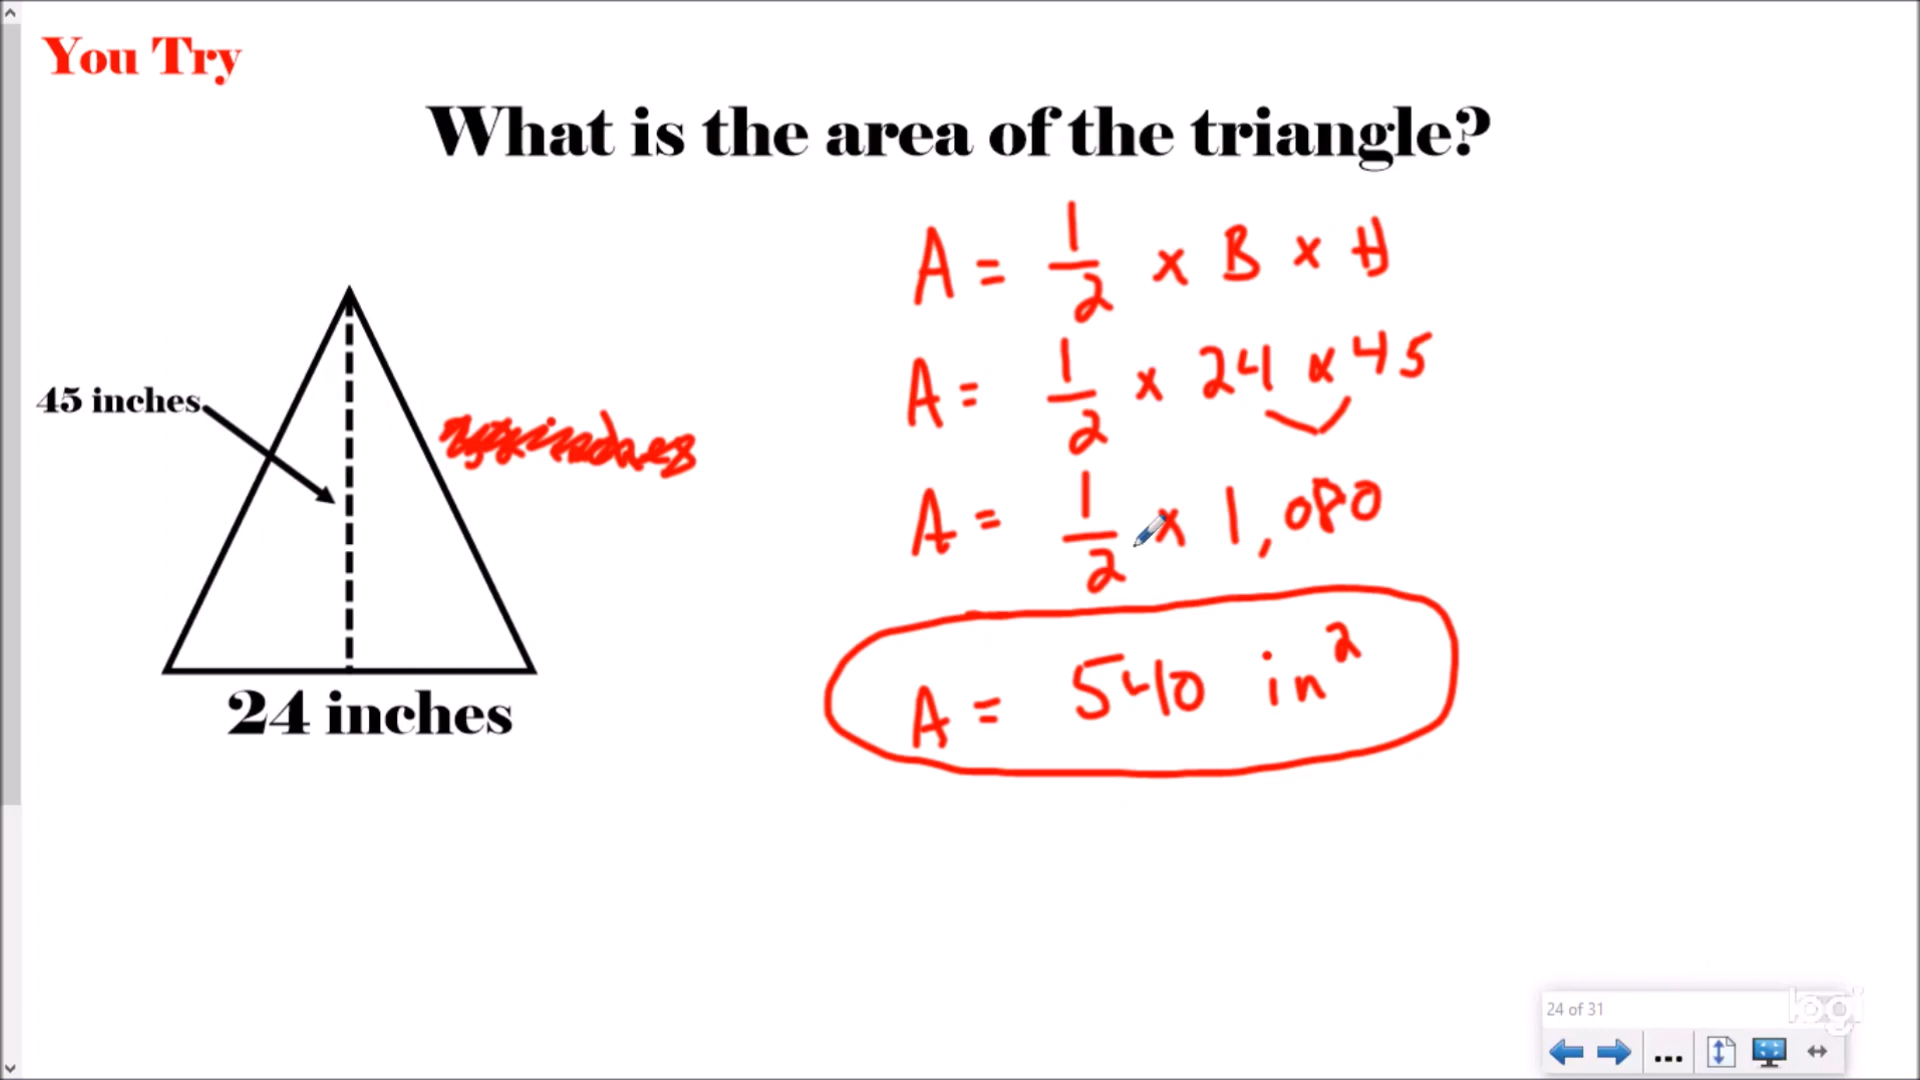 You Try
What is the area of the triangle?
A = 1/2 x B x H
A = 1/2 x 24 x 45
45 inches
A = 1/2 x 1,080
A = 540 in²
24 inches
24 of 31
logi
...